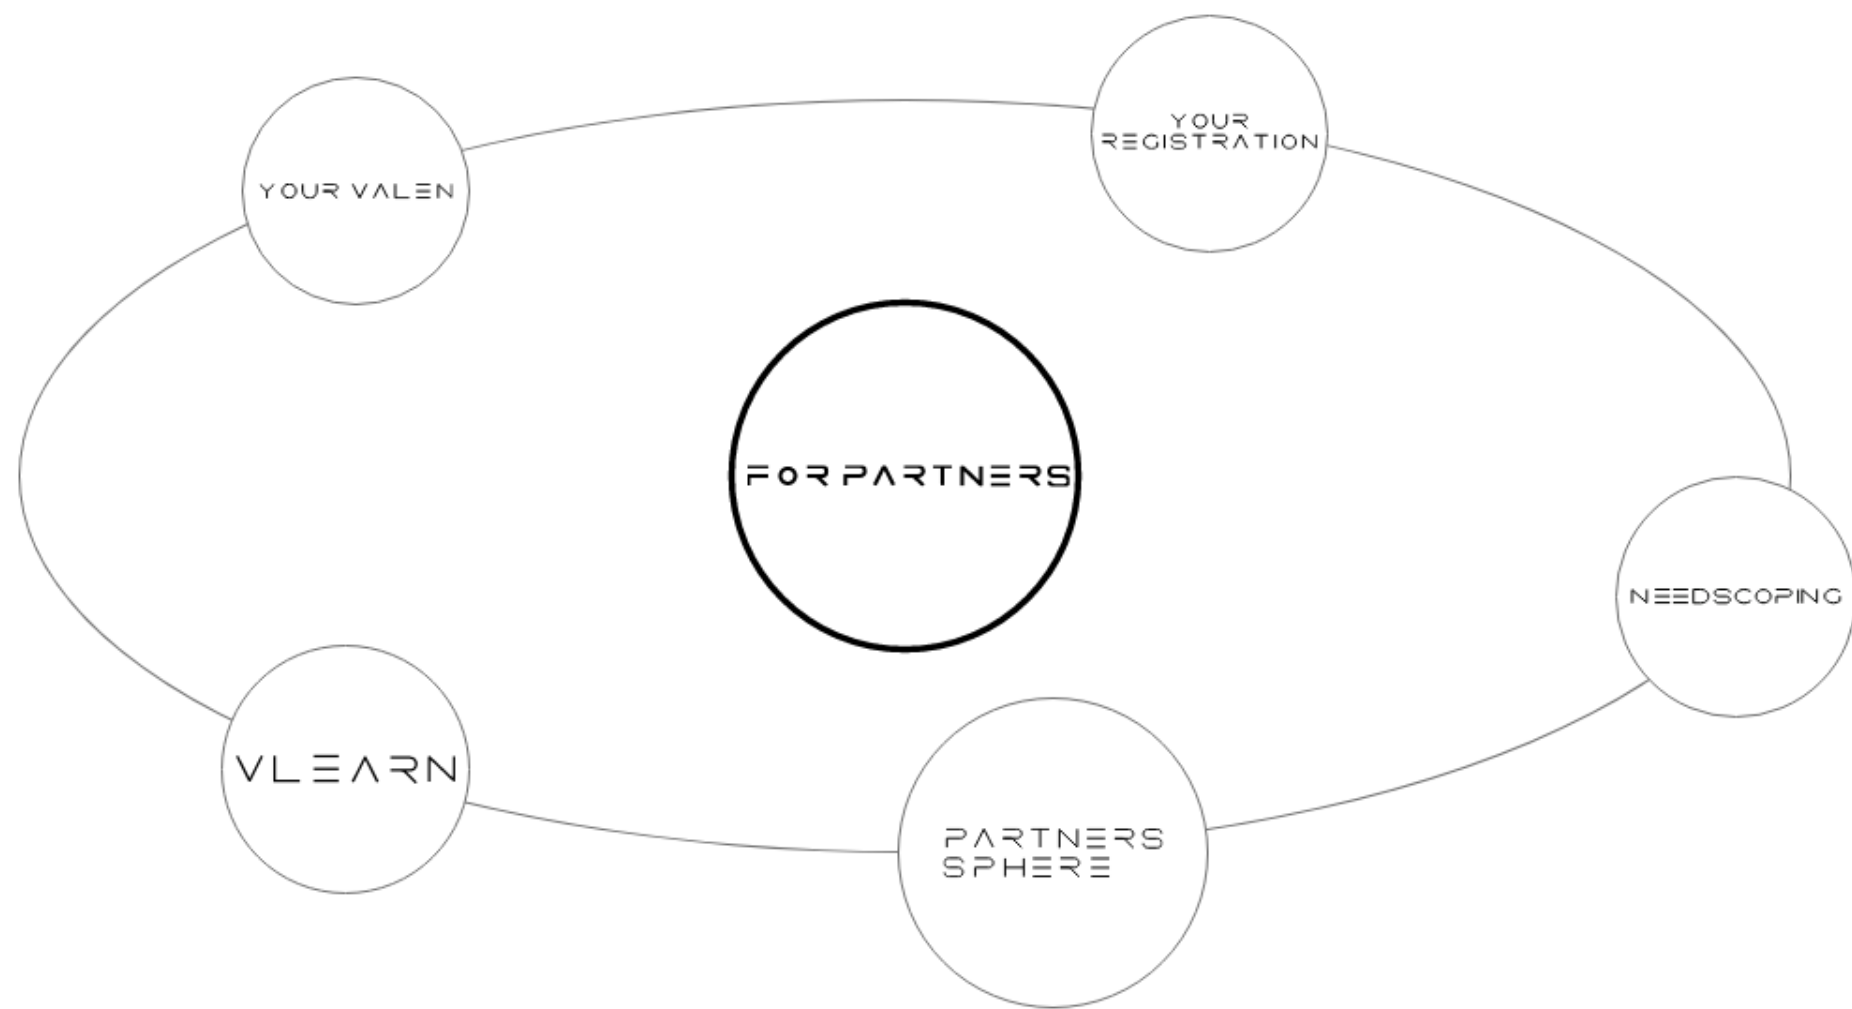 YOUR
REGISTRATION
YOUR VALEN
FOR PARTNERS
NEEDSCOPING
VLEARN
PARTNERS
SPHERE